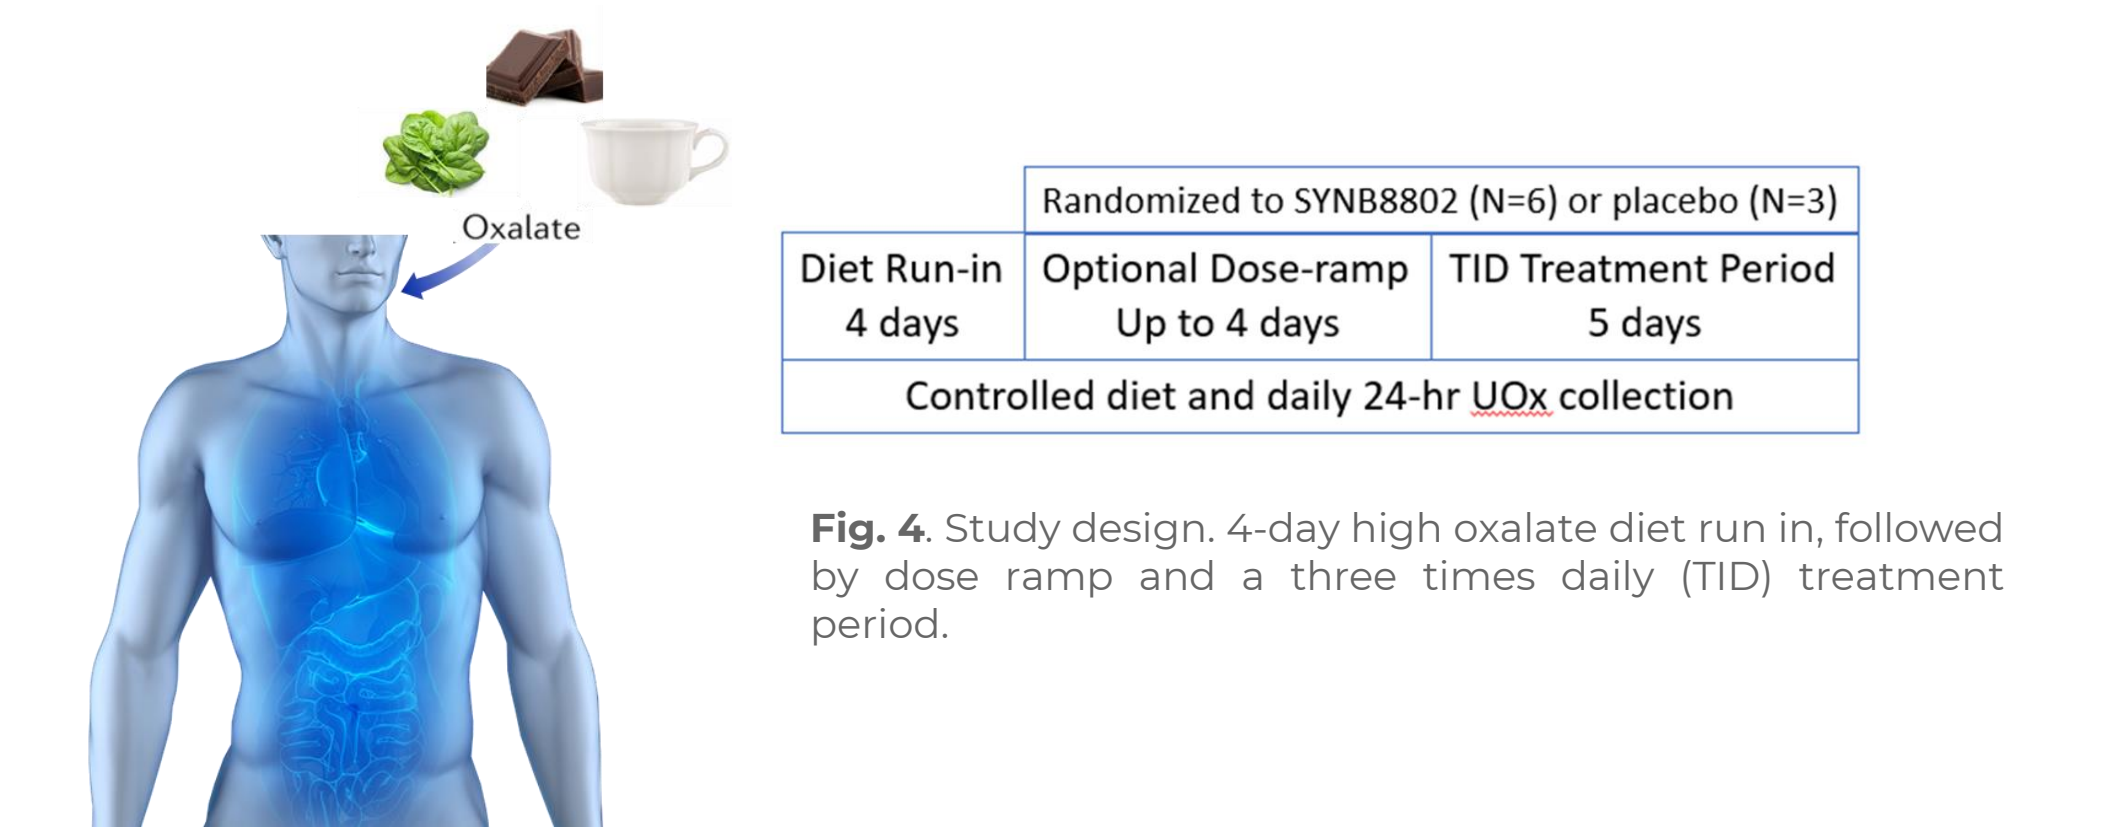 Oxalate
Randomized to SYNB8802 (N=6) or placebo (N=3)
Diet Run-in
4 days
Optional Dose-ramp
Up to 4 days
TID Treatment Period
5 days
Controlled diet and daily 24-hr UOx collection
Fig. 4. Study design. 4-day high oxalate diet run in, followed
by dose ramp and a three times daily (TID) treatment
period.